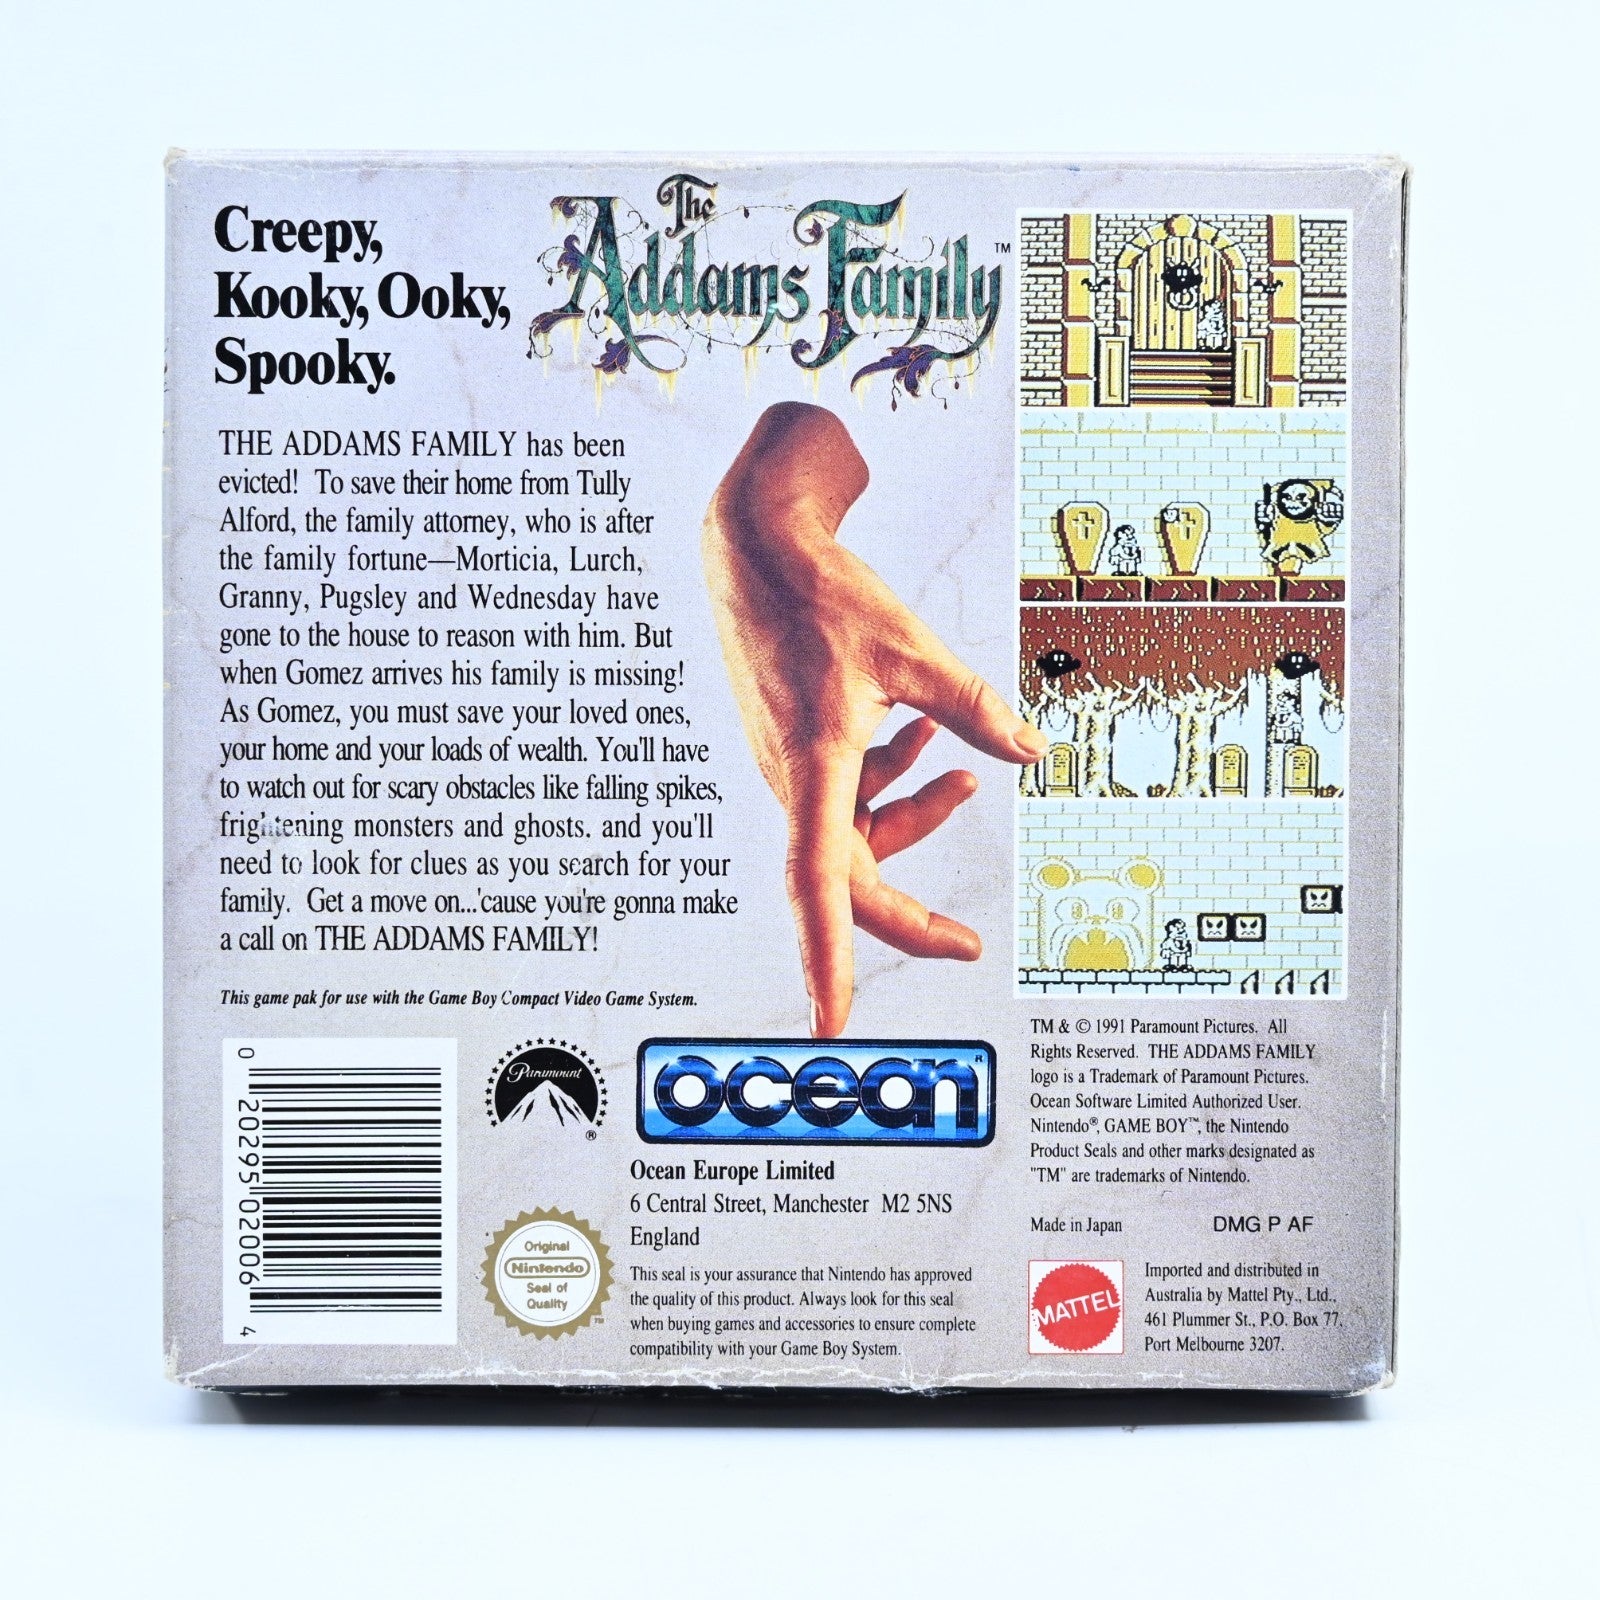 Creepy,
Kooky, Ooky,
Spooky.
The
Addams Family™
THE ADDAMS FAMILY has been
evicted! To save their home from Tully
Alford, the family attorney, who is after
the family fortune—Morticia, Lurch,
Granny, Pugsley and Wednesday have
gone to the house to reason with him. But
when Gomez arrives his family is missing!
As Gomez, you must save your loved ones,
your home and your loads of wealth. You'll have
to watch out for scary obstacles like falling spikes,
frightening monsters and ghosts. and you'll
need to look for clues as you search for your
family. Get a move on...'cause you're gonna make
a call on THE ADDAMS FAMILY!
This game pak for use with the Game Boy Compact Video Game System.
0 20295 02006 4
Paramount
®
ocean®
Ocean Europe Limited
6 Central Street, Manchester M2 5NS
England
Original
Nintendo
Seal of
Quality
™
This seal is your assurance that Nintendo has approved
the quality of this product. Always look for this seal
when buying games and accessories to ensure complete
compatibility with your Game Boy System.
TM & © 1991 Paramount Pictures. All
Rights Reserved. THE ADDAMS FAMILY
logo is a Trademark of Paramount Pictures.
Ocean Software Limited Authorized User.
Nintendo®, GAME BOY™, the Nintendo
Product Seals and other marks designated as
"TM" are trademarks of Nintendo.
Made in Japan DMG P AF
MATTEL
Imported and distributed in
Australia by Mattel Pty., Ltd.,
461 Plummer St., P.O. Box 77,
Port Melbourne 3207.